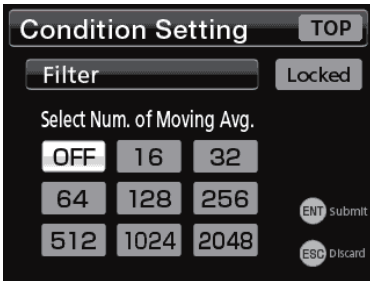 Condition Setting TOP
Filter Locked
Select Num. of Moving Avg.
OFF 16 32
64 128 256
ENT Submit
512 1024 2048
ESC Discard